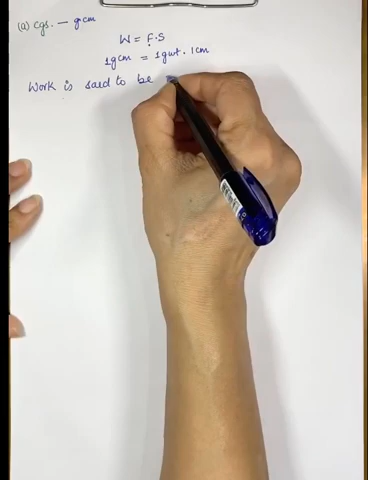 (a) cgs. — gcm
W = F.S
1gcm = 1gwt. 1cm
Work is said to be